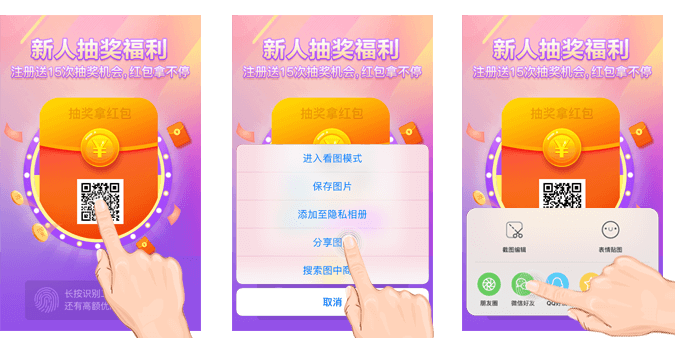 新人抽奖福利
注册送15次抽奖机会,红包拿不停
抽奖拿红包
¥
长按识别二
还有高额优
新人抽奖福利
注册送15次抽奖机会,红包拿不停
抽奖拿红包
¥
进入看图模式
保存图片
添加至隐私相册
分享图
搜索图中商
取消
新人抽奖福利
注册送15次抽奖机会,红包拿不停
抽奖拿红包
¥
截图编辑
表情贴图
朋友圈
微信好友
QQ好